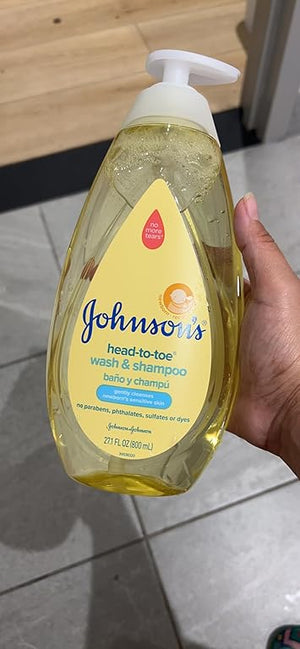 no
more
tears®
Johnson's®
head-to-toe®
wash & shampoo
baño y champú
gently cleanses
newborn's sensitive skin
no parabens, phthalates, sulfates or dyes
27.1 FL OZ (800 mL)
Johnson+Johnson